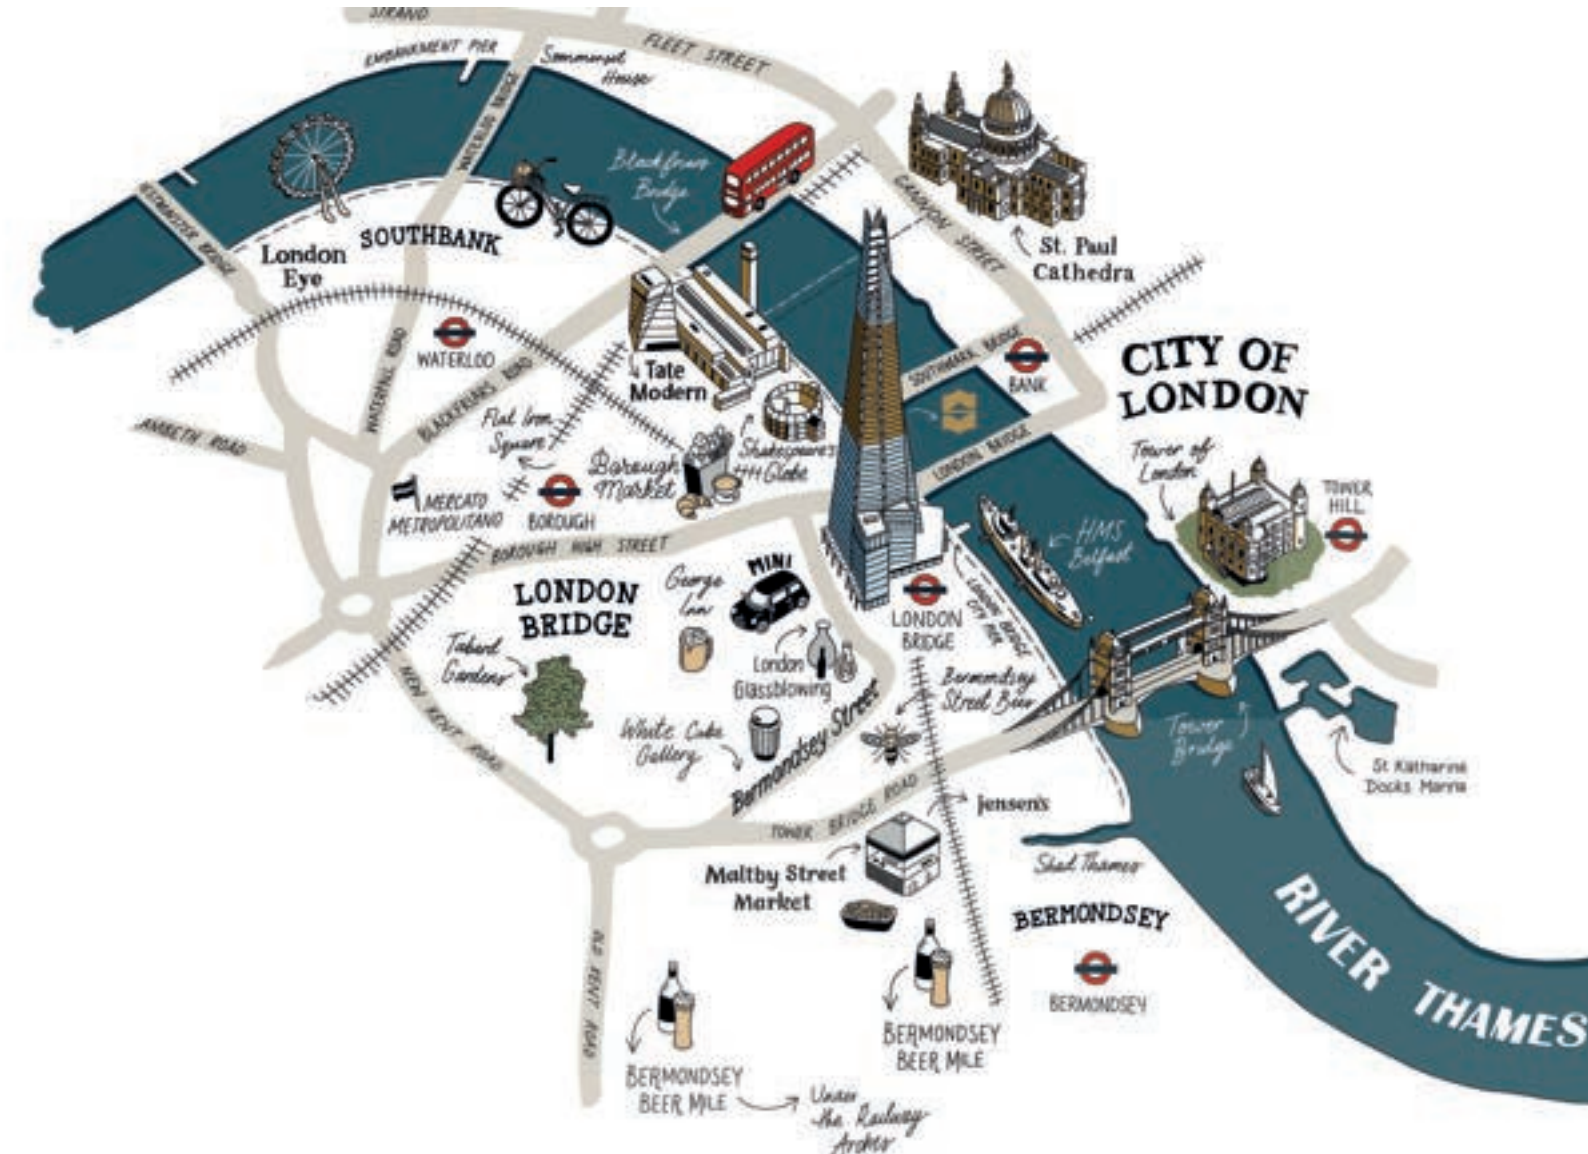 STRAND
FLEET STREET
EMBANKMENT PIER
Sommerset
House
WATERLOO BRIDGE
Blackfriars
Bridge
CANNON STREET
WESTMINSTER BRIDGE
London
Eye
SOUTHBANK
St. Paul
Cathedra
WATERLOO
WATERLOO ROAD
BLACKFRIARS ROAD
Tate
Modern
SOUTHWARK BRIDGE
BANK
CITY OF
LONDON
AMBETH ROAD
Flat Iron
Square
Shakespeare's
Globe
LONDON BRIDGE
Borough
Market
MERCATO
METROPOLITANO
BOROUGH
BOROUGH HIGH STREET
Tower of
London
TOWER
HILL
HMS
Belfast
LONDON
BRIDGE
George
Inn
MINI
LONDON
BRIDGE
LONDON BRIDGE
CITY PIER
Tabard
Gardens
London
Glassblowing
Bermondsey
Street Bees
NEW KENT ROAD
White Cube
Gallery
Bermondsey Street
Tower
Bridge
St Katharine
Docks Marina
TOWER BRIDGE ROAD
jensen's
Maltby Street
Market
Shad Thames
BERMONDSEY
BERMONDSEY
OLD KENT ROAD
BERMONDSEY
BEER MILE
BERMONDSEY
BEER MILE
Under
the Railway
Arches
RIVER THAMES